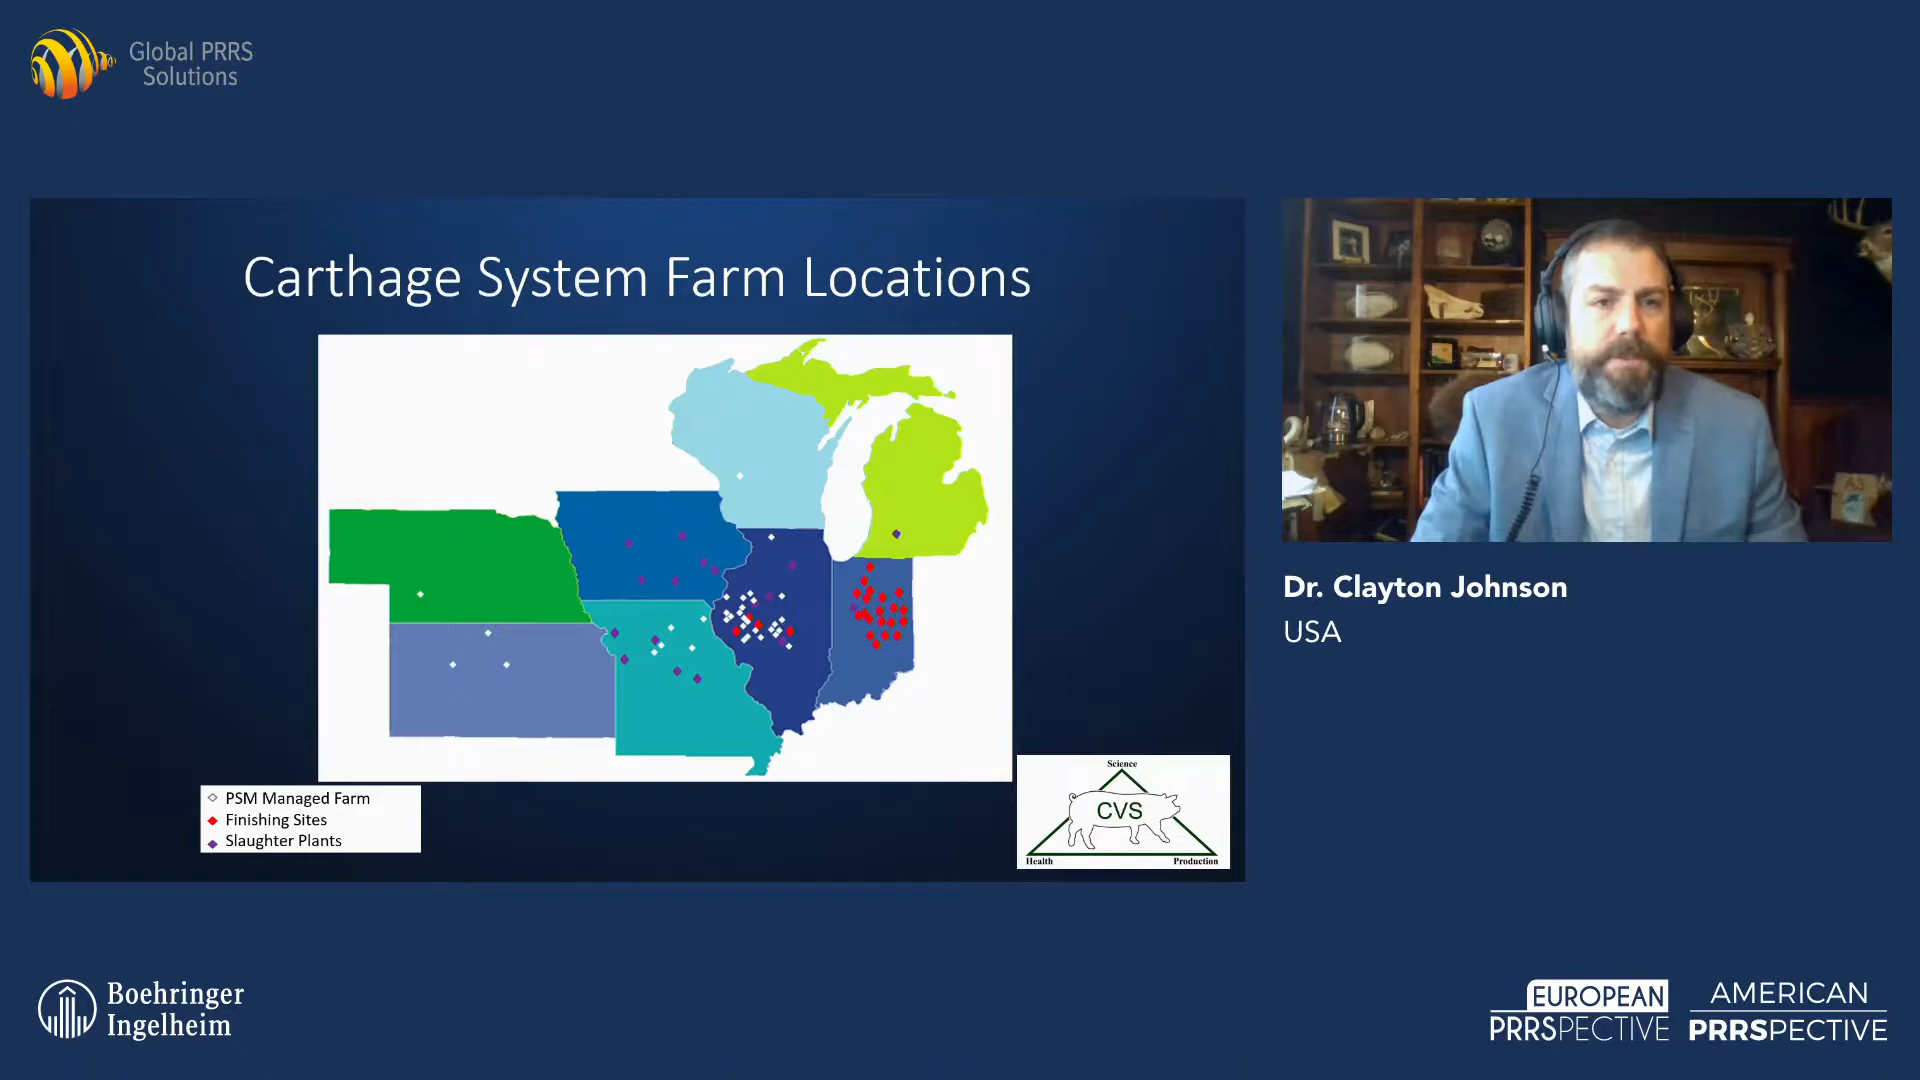 Global PRRS
Solutions
Carthage System Farm Locations
PSM Managed Farm
Finishing Sites
Slaughter Plants
Science
CVS
Health
Production
A3
Dr. Clayton Johnson
USA
Boehringer
Ingelheim
EUROPEAN
PRRSPECTIVE
AMERICAN
PRRSPECTIVE